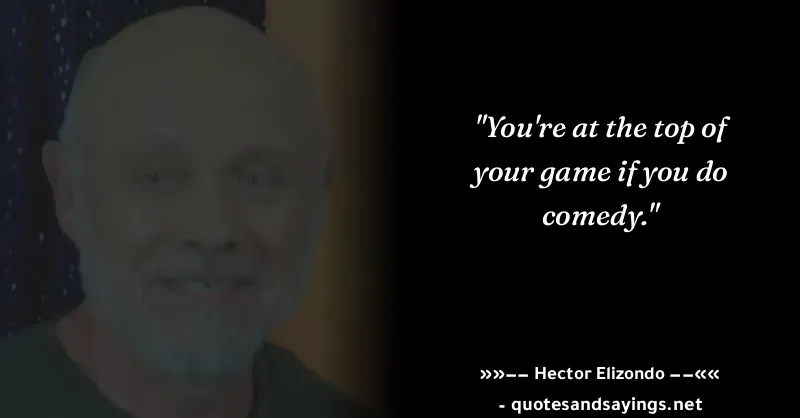 "You're at the top of
your game if you do
comedy."
»»–– Hector Elizondo ––««
- quotesandsayings.net